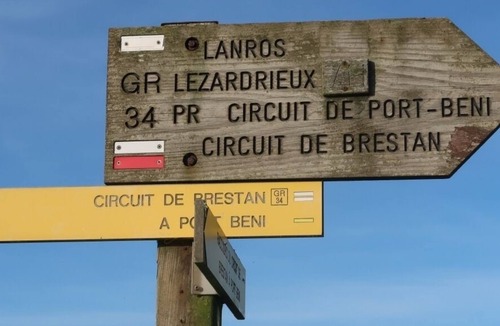 LANROS
GR LEZARDRIEUX
34 PR CIRCUIT DE PORT-BENI
CIRCUIT DE BRESTAN
CIRCUIT DE BRESTAN GR 34
A PORT BENI